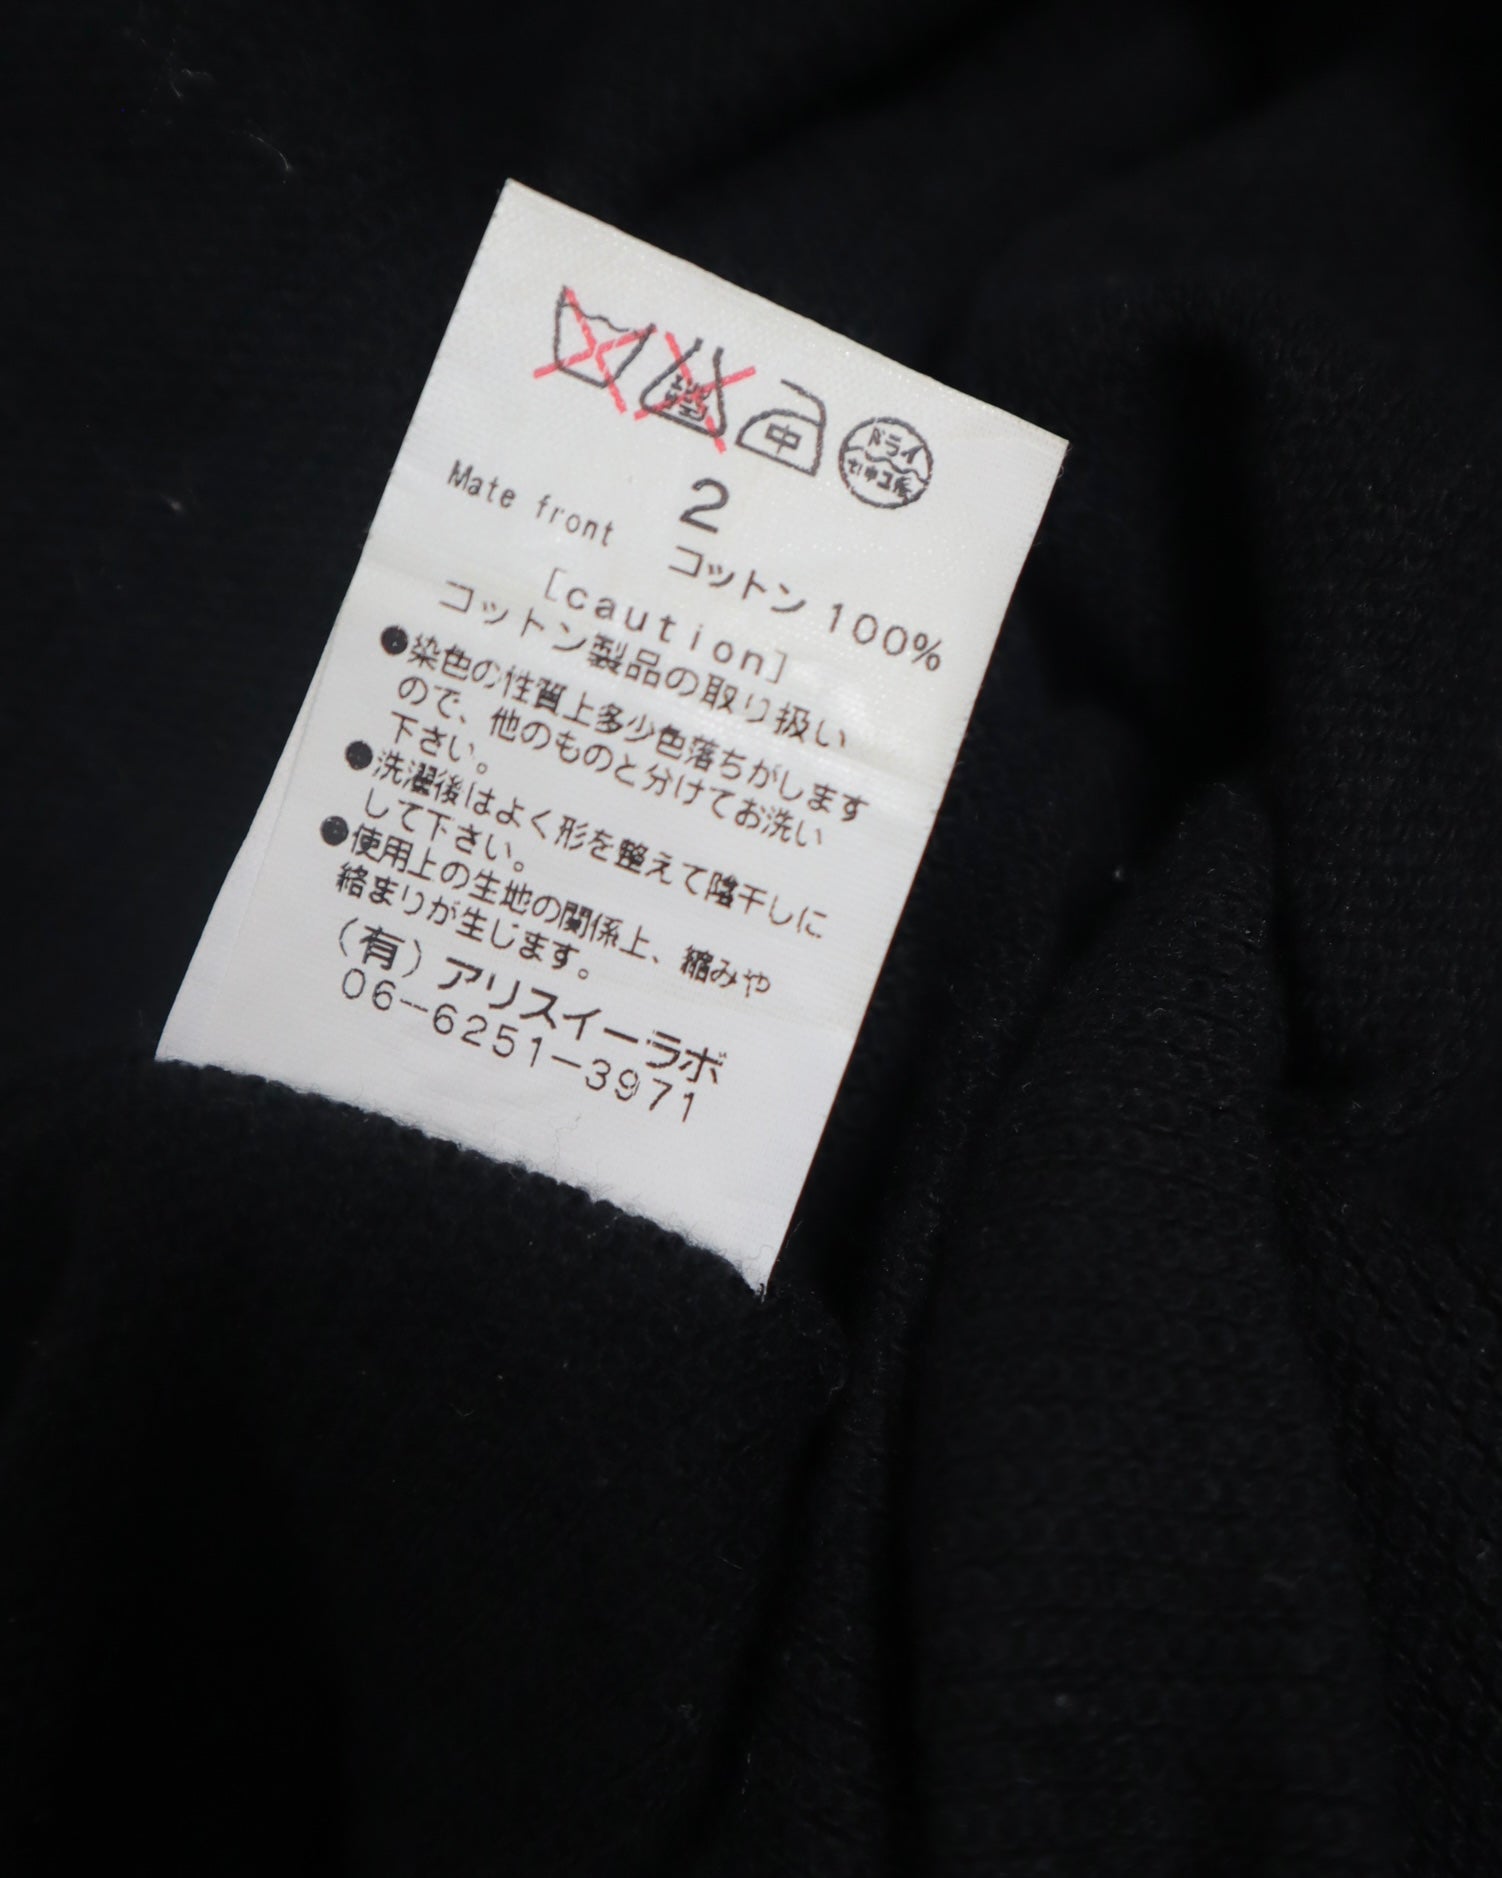 中 ドライ
2
Mate front コットン 100%
[caution]
コットン製品の取り扱い
●染色の性質上多少色落ちがします
ので、他のものと分けてお洗い
下さい。
●洗濯後はよく形を整えて陰干しに
して下さい。
●使用上の生地の関係上、縮みや
絡まりが生じます。
(有)アリスイーラボ
06-6251-3971